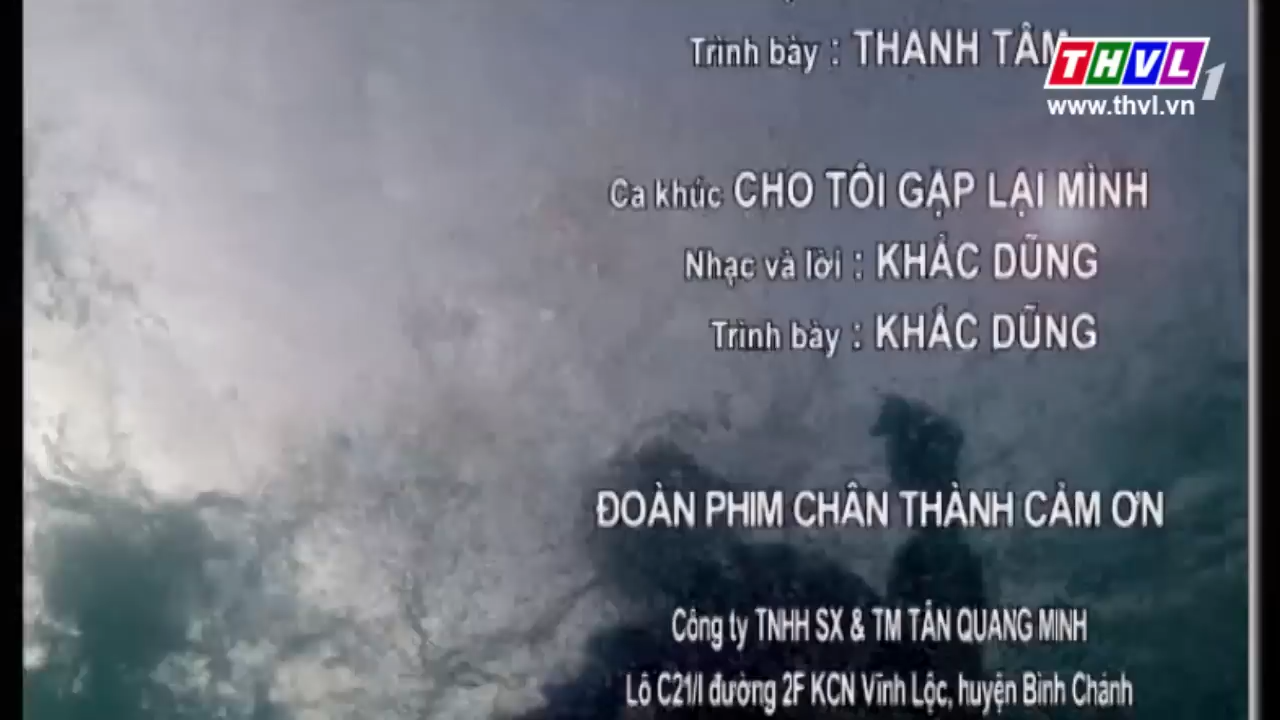 Trình bày : THANH TÂM
THVL1
www.thvl.vn
Ca khúc CHO TÔI GẶP LẠI MÌNH
Nhạc và lời : KHẮC DŨNG
Trình bày : KHẮC DŨNG
ĐOÀN PHIM CHÂN THÀNH CẢM ƠN
Công ty TNHH SX & TM TÂN QUANG MINH
Lô C21/I đường 2F KCN Vĩnh Lộc, huyện Bình Chánh